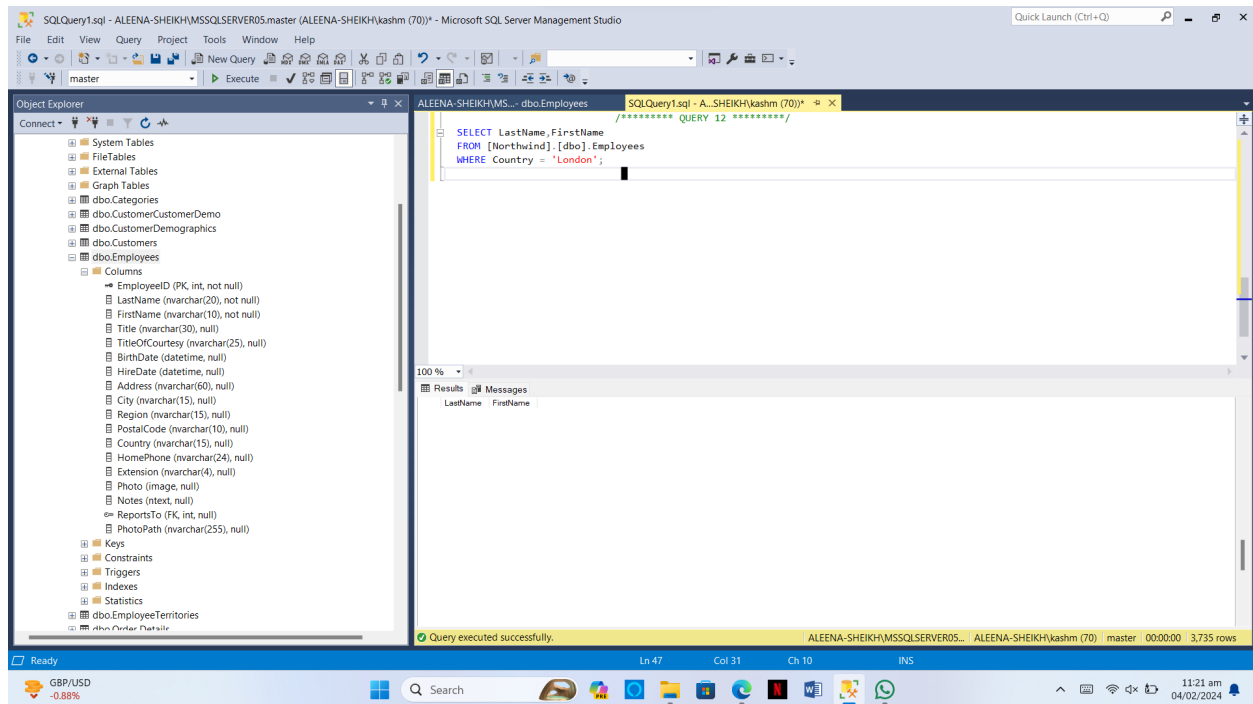 SQLQuery1.sql - ALEENA-SHEIKH\MSSQLSERVER05.master (ALEENA-SHEIKH\kashm (70))* - Microsoft SQL Server Management Studio
Quick Launch (Ctrl+Q)
File Edit View Query Project Tools Window Help
New Query
master Execute
Object Explorer
Connect
System Tables
FileTables
External Tables
Graph Tables
dbo.Categories
dbo.CustomerCustomerDemo
dbo.CustomerDemographics
dbo.Customers
dbo.Employees
Columns
EmployeeID (PK, int, not null)
LastName (nvarchar(20), not null)
FirstName (nvarchar(10), not null)
Title (nvarchar(30), null)
TitleOfCourtesy (nvarchar(25), null)
BirthDate (datetime, null)
HireDate (datetime, null)
Address (nvarchar(60), null)
City (nvarchar(15), null)
Region (nvarchar(15), null)
PostalCode (nvarchar(10), null)
Country (nvarchar(15), null)
HomePhone (nvarchar(24), null)
Extension (nvarchar(4), null)
Photo (image, null)
Notes (ntext, null)
ReportsTo (FK, int, null)
PhotoPath (nvarchar(255), null)
Keys
Constraints
Triggers
Indexes
Statistics
dbo.EmployeeTerritories
dbo.Order Details
ALEENA-SHEIKH\MS...- dbo.Employees SQLQuery1.sql - A...SHEIKH\kashm (70))*
/********* QUERY 12 *********/
SELECT LastName,FirstName
FROM [Northwind].[dbo].Employees
WHERE Country = 'London';
100 %
Results Messages
LastName FirstName
Query executed successfully. ALEENA-SHEIKH\MSSQLSERVER05... ALEENA-SHEIKH\kashm (70) master 00:00:00 3,735 rows
Ready Ln 47 Col 31 Ch 10 INS
GBP/USD
-0.88%
Search
11:21 am
04/02/2024